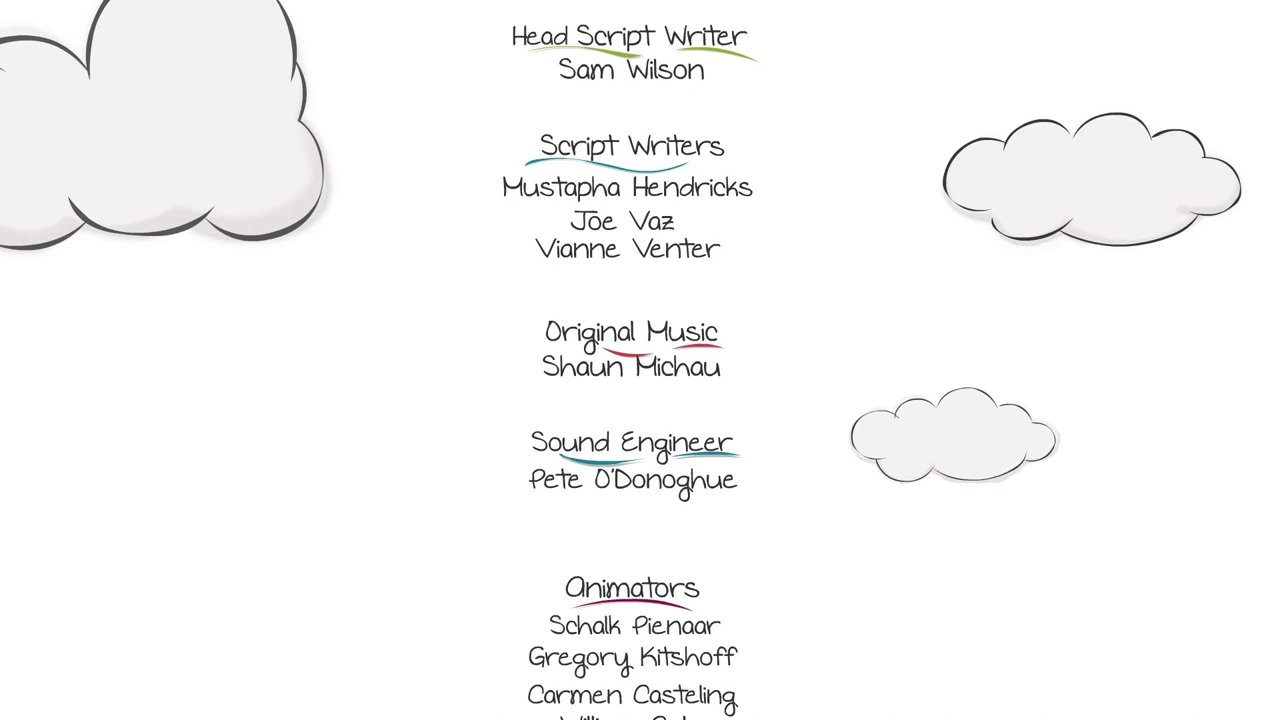 Head Script Writer
Sam Wilson
Script Writers
Mustapha Hendricks
Joe Vaz
Vianne Venter
Original Music
Shaun Michau
Sound Engineer
Pete O'Donoghue
Animators
Schalk Pienaar
Gregory Kitshoff
Carmen Casteling